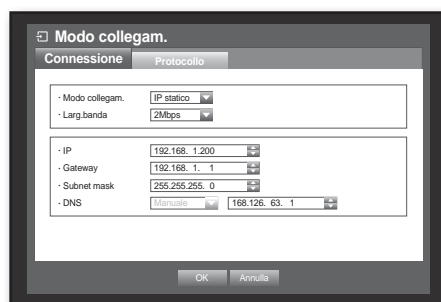 Modo collegam.
Connessione
Protocollo
· Modo collegam. IP statico
· Larg.banda 2Mbps
· IP 192.168. 1.200
· Gateway 192.168. 1. 1
· Subnet mask 255.255.255. 0
· DNS Manuale 168.126. 63. 1
OK Annulla